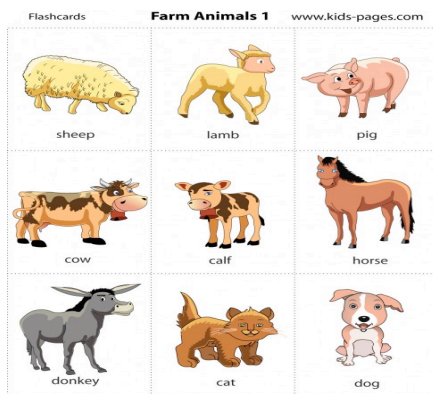 Flashcards Farm Animals 1 www.kids-pages.com
sheep lamb pig
cow calf horse
donkey cat dog